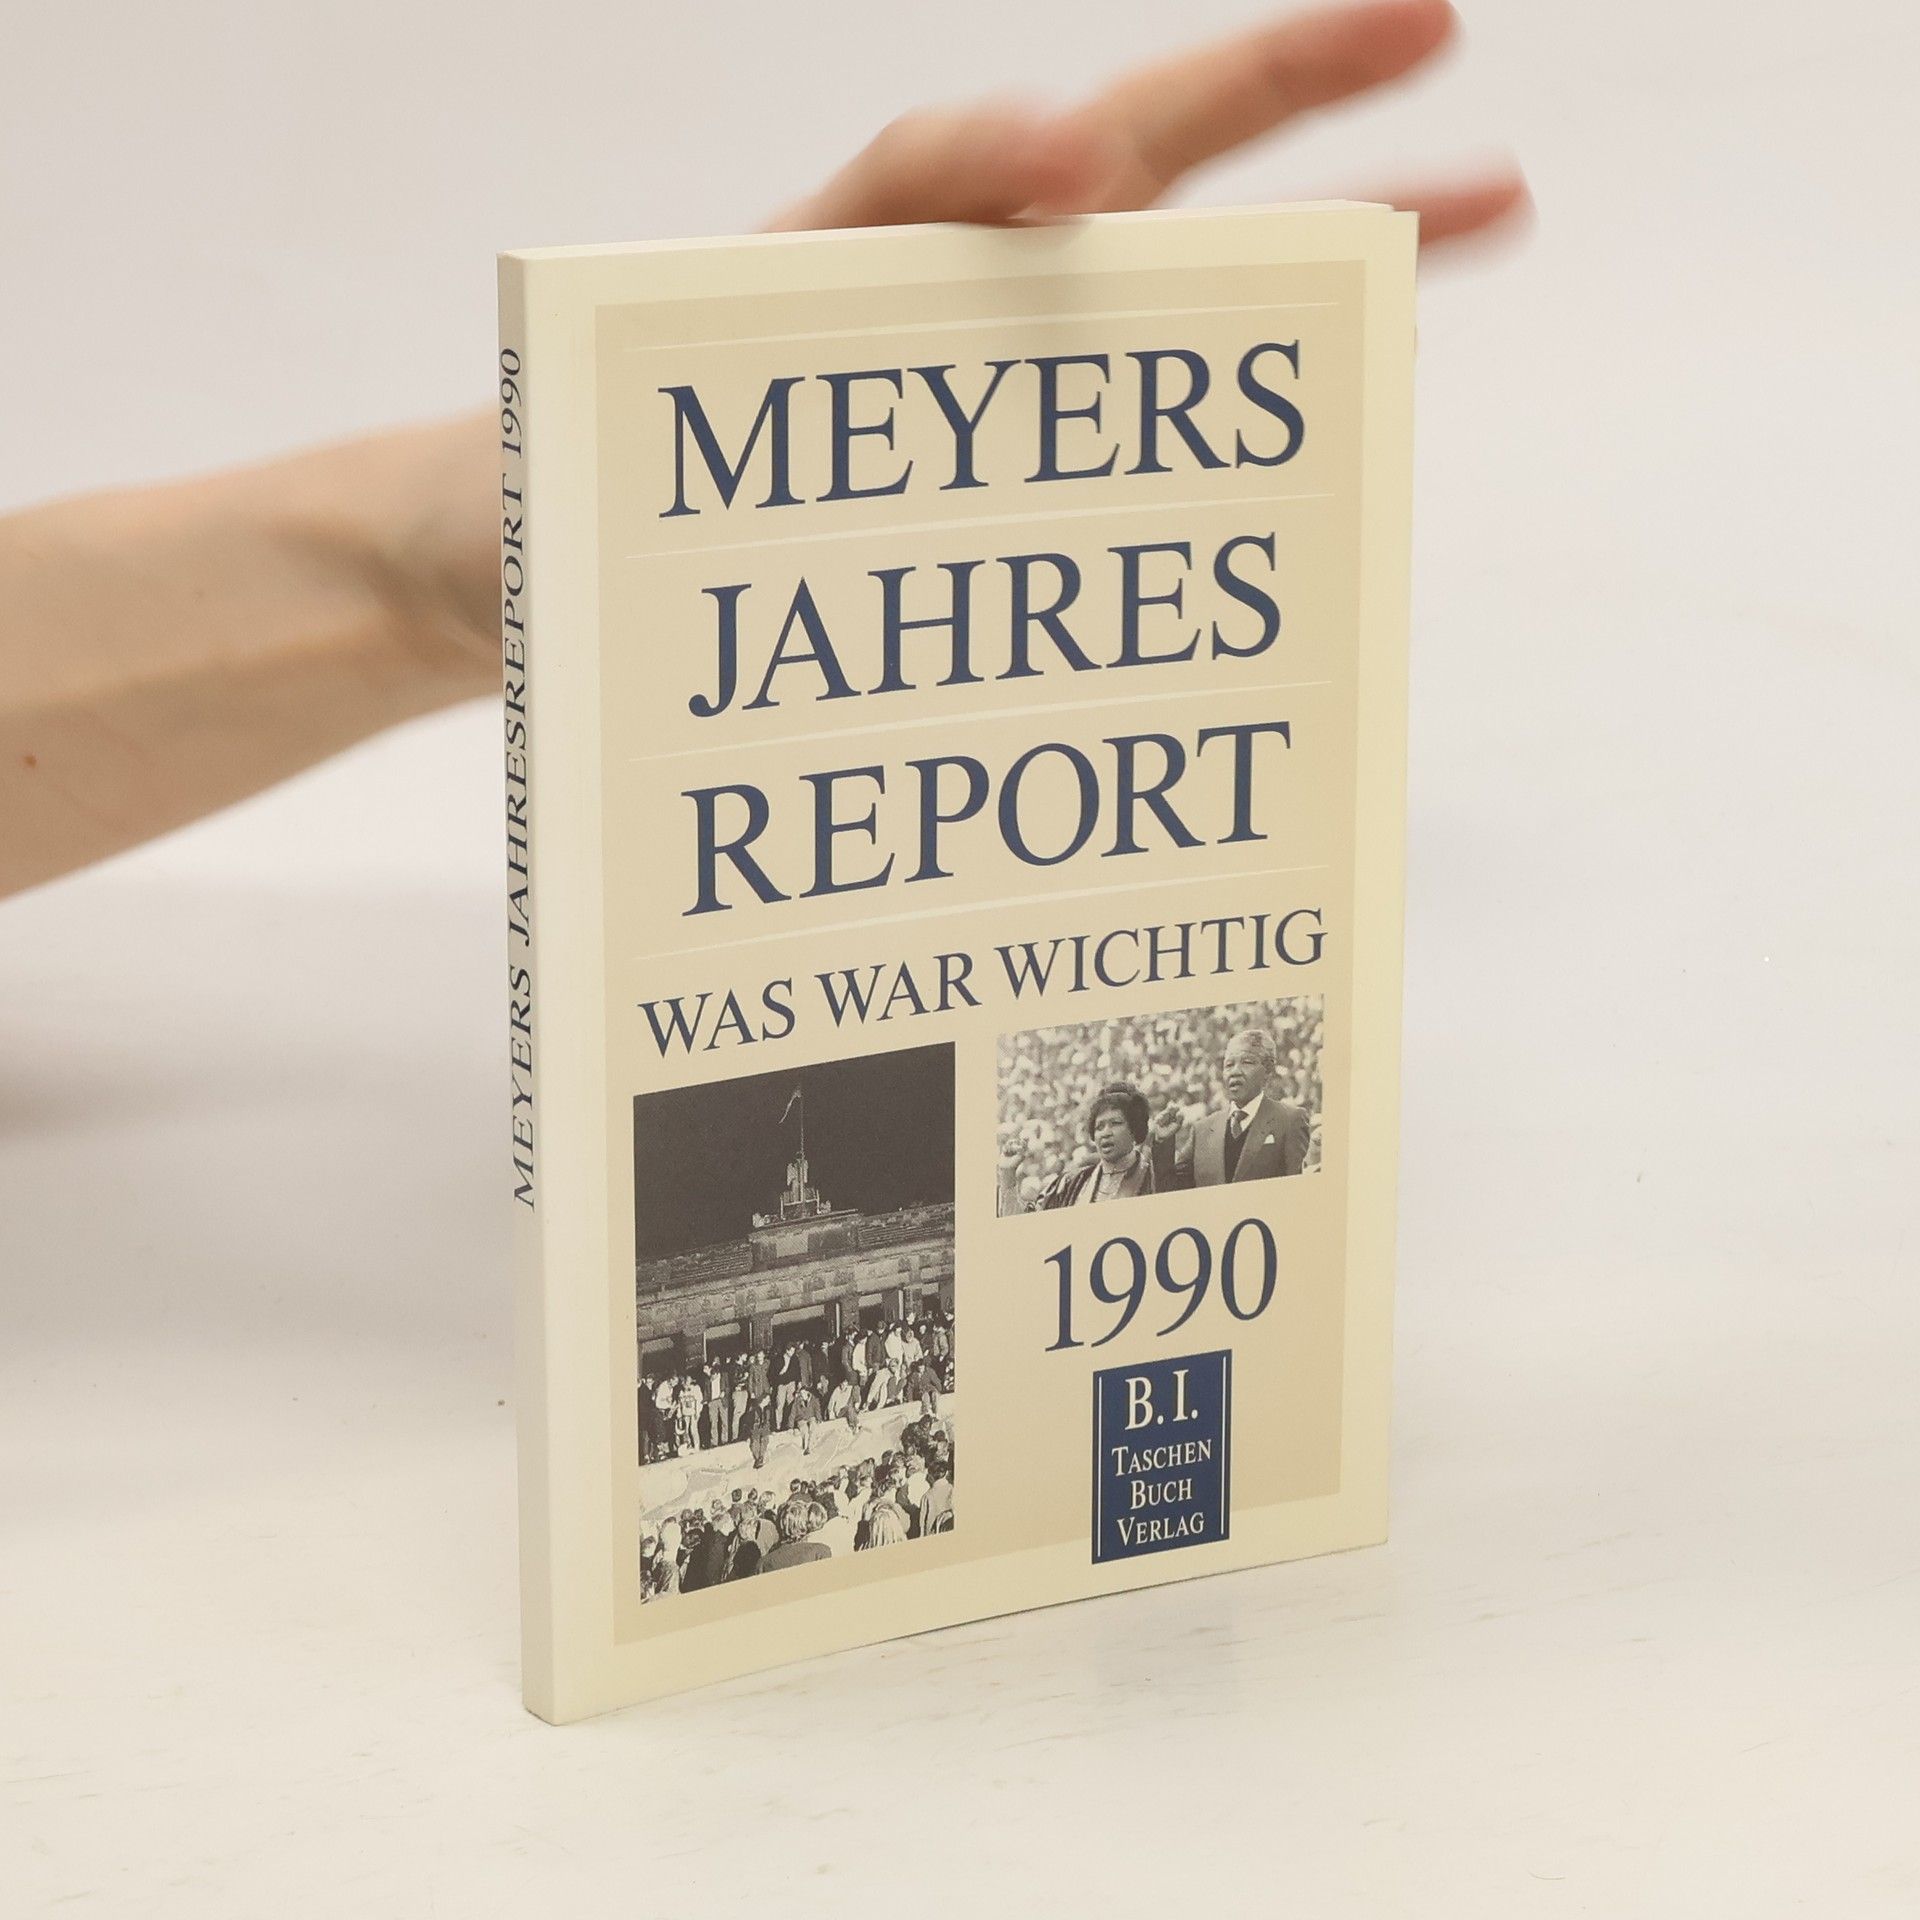 MEYERS JAHRESREPORT 1990
MEYERS
JAHRES
REPORT
WAS WAR WICHTIG
1990
B.I.
TASCHEN
BUCH
VERLAG